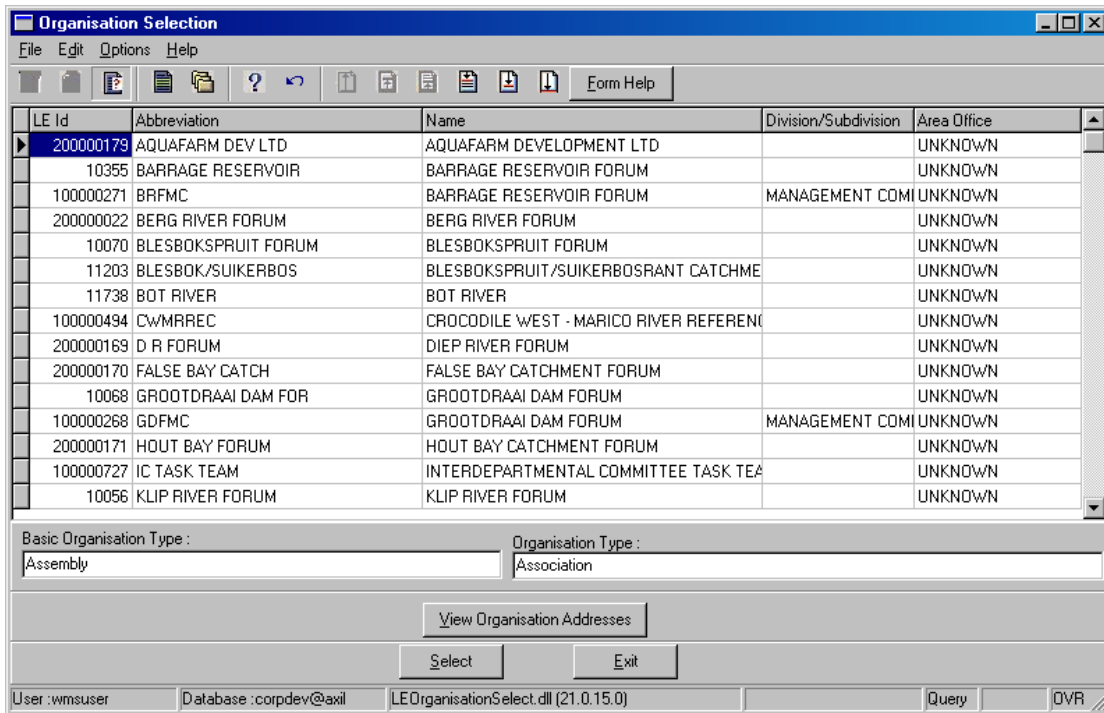 Organisation Selection
File Edit Options Help
? Form Help
LE Id Abbreviation Name Division/Subdivision Area Office
200000179 AQUAFARM DEV LTD AQUAFARM DEVELOPMENT LTD UNKNOWN
10355 BARRAGE RESERVOIR BARRAGE RESERVOIR FORUM UNKNOWN
100000271 BRFMC BARRAGE RESERVOIR FORUM MANAGEMENT COMI UNKNOWN
200000022 BERG RIVER FORUM BERG RIVER FORUM UNKNOWN
10070 BLESBOKSPRUIT FORUM BLESBOKSPRUIT FORUM UNKNOWN
11203 BLESBOK/SUIKERBOS BLESBOKSPRUIT/SUIKERBOSRANT CATCHME UNKNOWN
11738 BOT RIVER BOT RIVER UNKNOWN
100000494 CWMRREC CROCODILE WEST - MARICO RIVER REFERENC UNKNOWN
200000169 D R FORUM DIEP RIVER FORUM UNKNOWN
200000170 FALSE BAY CATCH FALSE BAY CATCHMENT FORUM UNKNOWN
10068 GROOTDRAAI DAM FOR GROOTDRAAI DAM FORUM UNKNOWN
100000268 GDFMC GROOTDRAAI DAM FORUM MANAGEMENT COMI UNKNOWN
200000171 HOUT BAY FORUM HOUT BAY CATCHMENT FORUM UNKNOWN
100000727 IC TASK TEAM INTERDEPARTMENTAL COMMITTEE TASK TEA UNKNOWN
10056 KLIP RIVER FORUM KLIP RIVER FORUM UNKNOWN
Basic Organisation Type : Organisation Type :
Assembly Association
View Organisation Addresses
Select Exit
User :wmsuser Database :corpdev@axil LEOrganisationSelect.dll (21.0.15.0) Query OVR